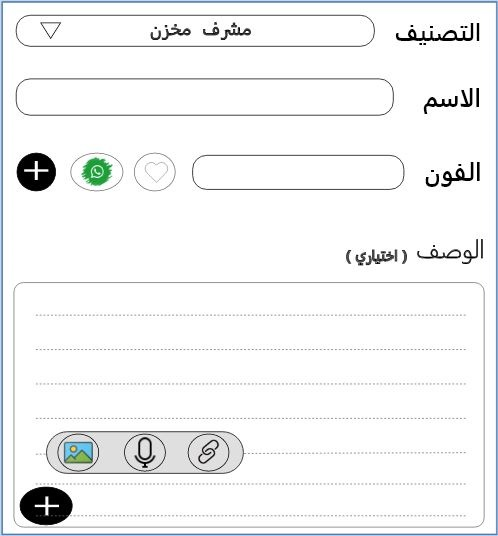 التصنيف مشرف مخزن
الاسم
الفون
الوصف ( اختياري )